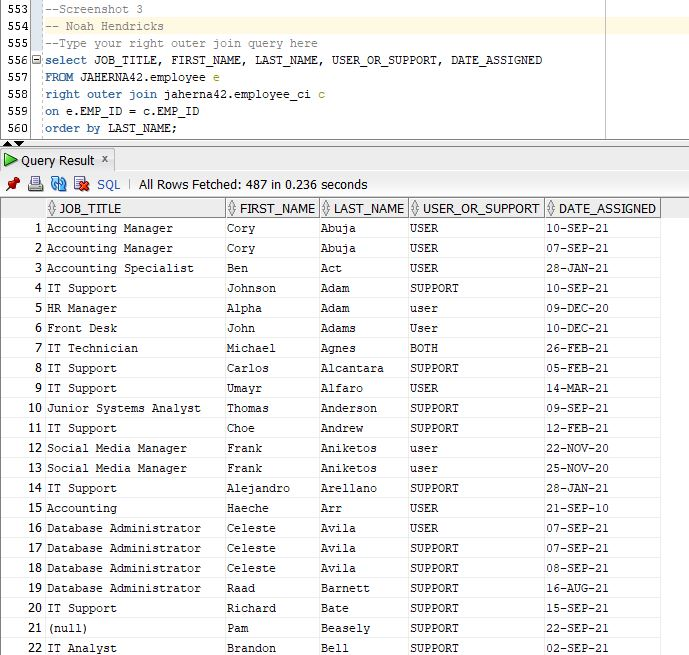 553 --Screenshot 3
554 -- Noah Hendricks
555 --Type your right outer join query here
556 select JOB_TITLE, FIRST_NAME, LAST_NAME, USER_OR_SUPPORT, DATE_ASSIGNED
557 FROM JAHERNA42.employee e
558 right outer join jaherna42.employee_ci c
559 on e.EMP_ID = c.EMP_ID
560 order by LAST_NAME;
Query Result x
SQL | All Rows Fetched: 487 in 0.236 seconds
JOB_TITLE FIRST_NAME LAST_NAME USER_OR_SUPPORT DATE_ASSIGNED
1 Accounting Manager Cory Abuja USER 10-SEP-21
2 Accounting Manager Cory Abuja USER 07-SEP-21
3 Accounting Specialist Ben Act USER 28-JAN-21
4 IT Support Johnson Adam SUPPORT 10-SEP-21
5 HR Manager Alpha Adam user 09-DEC-20
6 Front Desk John Adams User 10-DEC-21
7 IT Technician Michael Agnes BOTH 26-FEB-21
8 IT Support Carlos Alcantara SUPPORT 05-FEB-21
9 IT Support Umayr Alfaro USER 14-MAR-21
10 Junior Systems Analyst Thomas Anderson SUPPORT 09-SEP-21
11 IT Support Choe Andrew SUPPORT 12-FEB-21
12 Social Media Manager Frank Aniketos user 22-NOV-20
13 Social Media Manager Frank Aniketos user 25-NOV-20
14 IT Support Alejandro Arellano SUPPORT 28-JAN-21
15 Accounting Haeche Arr USER 21-SEP-10
16 Database Administrator Celeste Avila USER 07-SEP-21
17 Database Administrator Celeste Avila SUPPORT 07-SEP-21
18 Database Administrator Celeste Avila SUPPORT 08-SEP-21
19 Database Administrator Raad Barnett SUPPORT 16-AUG-21
20 IT Support Richard Bate SUPPORT 15-SEP-21
21 (null) Pam Beasely SUPPORT 22-SEP-21
22 IT Analyst Brandon Bell SUPPORT 02-SEP-21